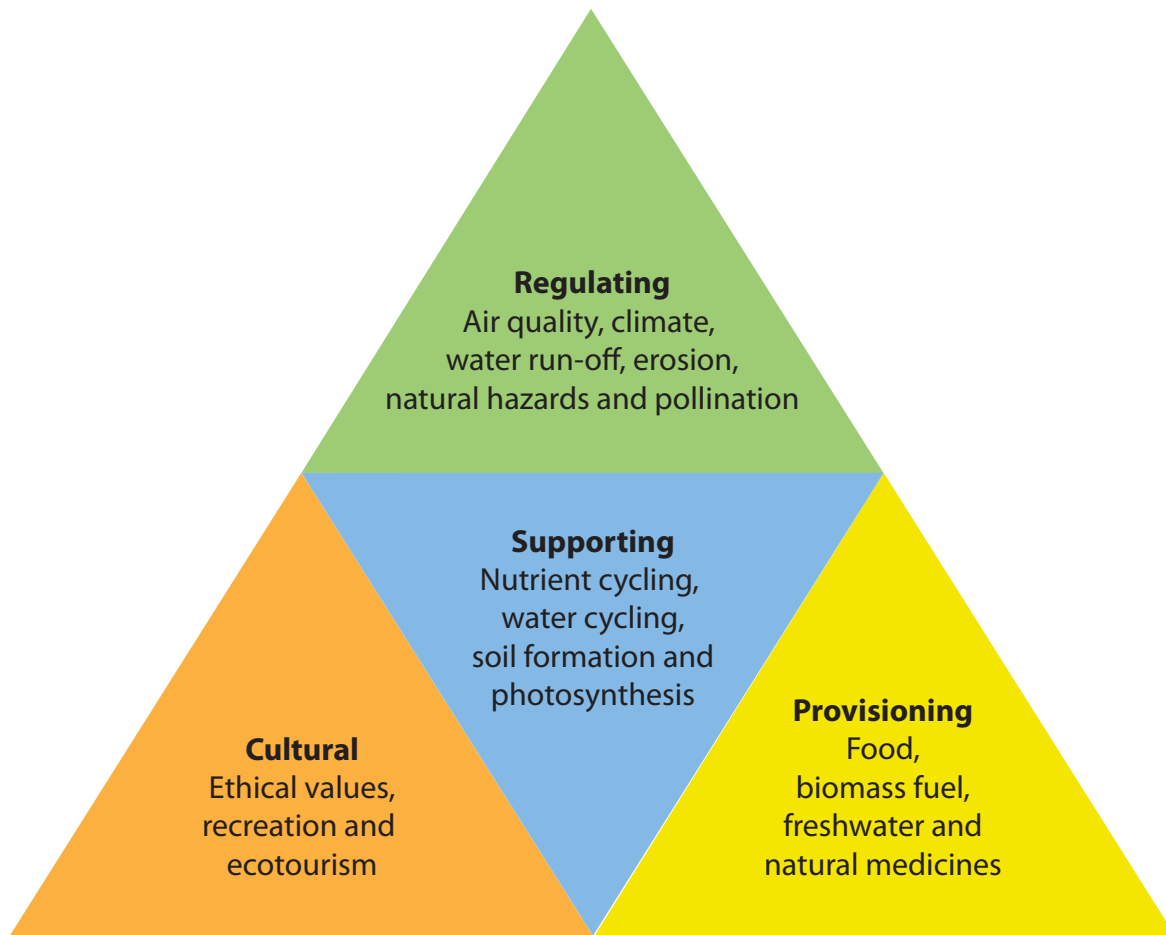 Regulating
Air quality, climate,
water run-off, erosion,
natural hazards and pollination
Supporting
Nutrient cycling,
water cycling,
soil formation and
photosynthesis
Cultural
Ethical values,
recreation and
ecotourism
Provisioning
Food,
biomass fuel,
freshwater and
natural medicines